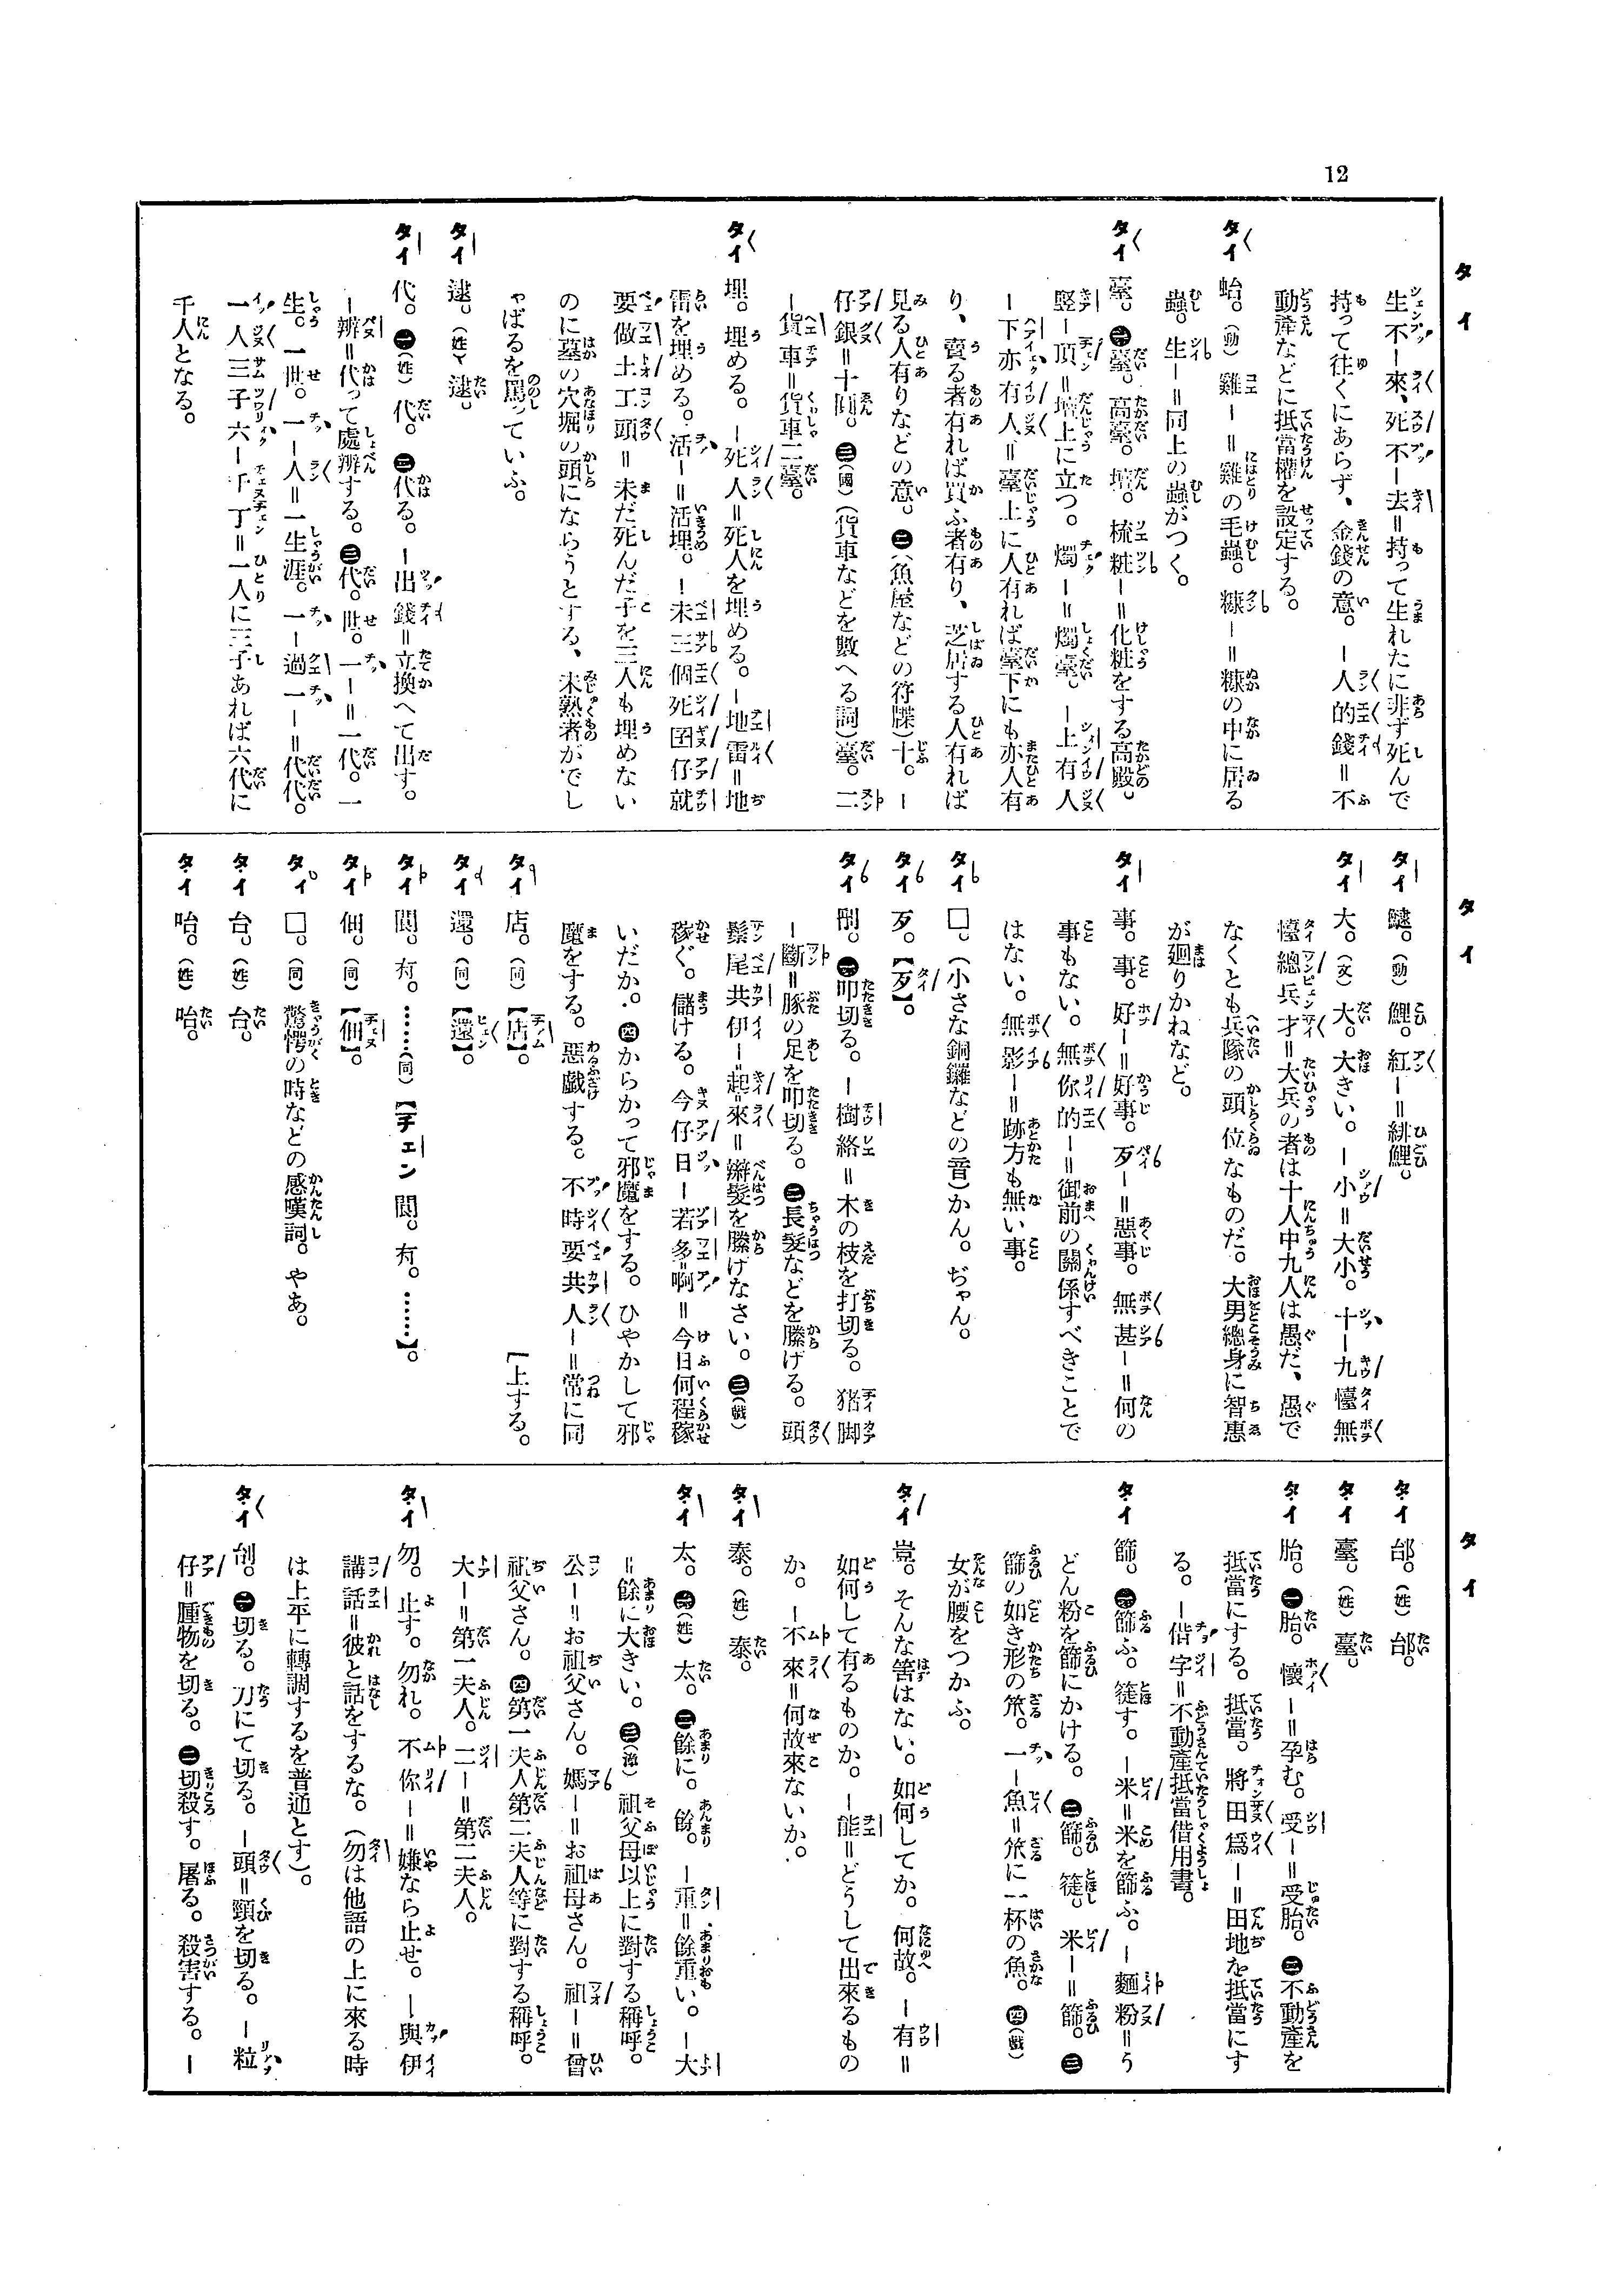 12
タイ
タイ
タイ
生不ー來、死不ー去＝持って生れたに非ず死んで
持って往くにあらず、金錢の意。ー人的錢＝不
動產などに抵當權を設定する。
タイ 蛤。(動)雞ー＝雞の毛蟲。糠ー＝糠の中に居る
蟲。生ー＝同上の蟲がつく。
タイ 臺。㊀臺。高臺。壇。梳粧ー＝化粧をする高殿。
竪ー頂＝壇上に立つ。燭ー＝燭臺。ー上有人
ー下亦有人＝臺上に人有れば臺下にも亦人有
り、賣る者有れば買ふ者有り、芝居する人有れば
見る人有りなどの意。㊁(魚屋などの符牒)十。ー
仔銀＝十圓。㊂(國)(貨車などを數へる詞)臺。二
ー貨車＝貨車二臺。
タイ 埋。埋める。ー死人＝死人を埋める。ー地雷＝地
雷を埋める。活ー＝活埋。ー未三個死囝仔就
要做土工頭＝未だ死んだ子を三人も埋めない
のに墓の穴堀の頭にならうとする、未熟者がでし
ゃばるを罵っていふ。
タイ 逮。(姓)逮。
タイ 代。㊀(姓)代。㊁代る。ー出錢＝立換へて出す。
ー辨＝代って處辨する。㊂代。世。一ー＝一代。一
生。一世。一ー人＝一生涯。一ー過一ー＝代代。
一人三子六ー千丁＝一人に三子あれば六代に
千人となる。
タイ 鯉。紅ー＝緋鯉。
タイ 大。(文)大。大きい。ー小＝大小。十ー九懛無
懛總兵才＝大兵の者は十人中九人は愚だ、愚で
なくとも兵隊の頭位なものだ。大男總身に智惠
が廻りかねなど。
タイ 事。事。好ー＝好事。歹ー＝惡事。無甚ー＝何の
事もない。無你的ー＝御前の關係すべきことで
はない。無影ー＝跡方も無い事。
タイ 口。(小さな銅鑼などの音)かん。ぢゃん。
タイ 歹。【歹】。
タイ 㓤。㊀叩切る。ー樹絡＝木の枝を打切る。猪脚
ー斷＝豚の足を叩切る。㊁長髮などを縢げる。頭
鬃尾共伊ー起來＝辮髮を縢げなさい。㊂(戲)
稼ぐ。儲ける。今仔日ー若多啊＝今日何程稼
いだか。㊃からかって邪魔をする。ひやかして邪
魔をする。惡戲する。不時要共人ー＝常に同
タイ 店。(同)【店】。 [上する。
タイ 還。(同)【還】。
タイ 閒。有。……(同)【チェン 閒。有。……】。
タイ 佃。(同)【佃】。
タイ 口。(同)驚愕の時などの感嘆詞。やあ。
タイ 台。(姓)台。
タイ 咍。(姓)咍。
タイ 邰。(姓)邰。
タイ 臺。(姓)臺。
タイ 胎。㊀胎。懷ー＝孕む。受ー＝受胎。㊁不動產を
抵當にする。抵當。將田爲ー＝田地を抵當にす
る。ー借字＝不動產抵當借用書。
タイ 篩。㊀篩ふ。簁す。ー米＝米を篩ふ。ー麵粉＝う
どん粉を篩にかける。㊁篩。簁。米ー＝篩。㊂
篩の如き形の笊。一ー魚＝笊に一杯の魚。㊃(戲)
女が腰をつかふ。
タイ 豈。そんな筈はない。如何してか。何故。ー有＝
如何して有るものか。ー能＝どうして出來るもの
か。ー不來＝何故來ないか。
タイ 泰。(姓)泰。
タイ 太。㊀(姓)太。㊁餘に。餘。ー重＝餘重い。ー大
＝餘に大きい。㊂祖父母以上に對する稱呼。
公ー＝お祖父さん。媽ー＝お祖母さん。祖ー＝曾
祖父さん。㊃第一夫人第二夫人等に對する稱呼。
大ー＝第一夫人。二ー＝第二夫人。
タイ 勿。止す。勿れ。不你ー＝嫌なら止せ。ー與伊
講話＝彼と話をするな。(勿は他語の上に來る時
は上平に轉調するを普通とす)。
タイ 㓤。㊀切る。刀にて切る。ー頭＝頸を切る。ー粒
仔＝腫物を切る。㊁切殺す。屠る。殺害する。ー